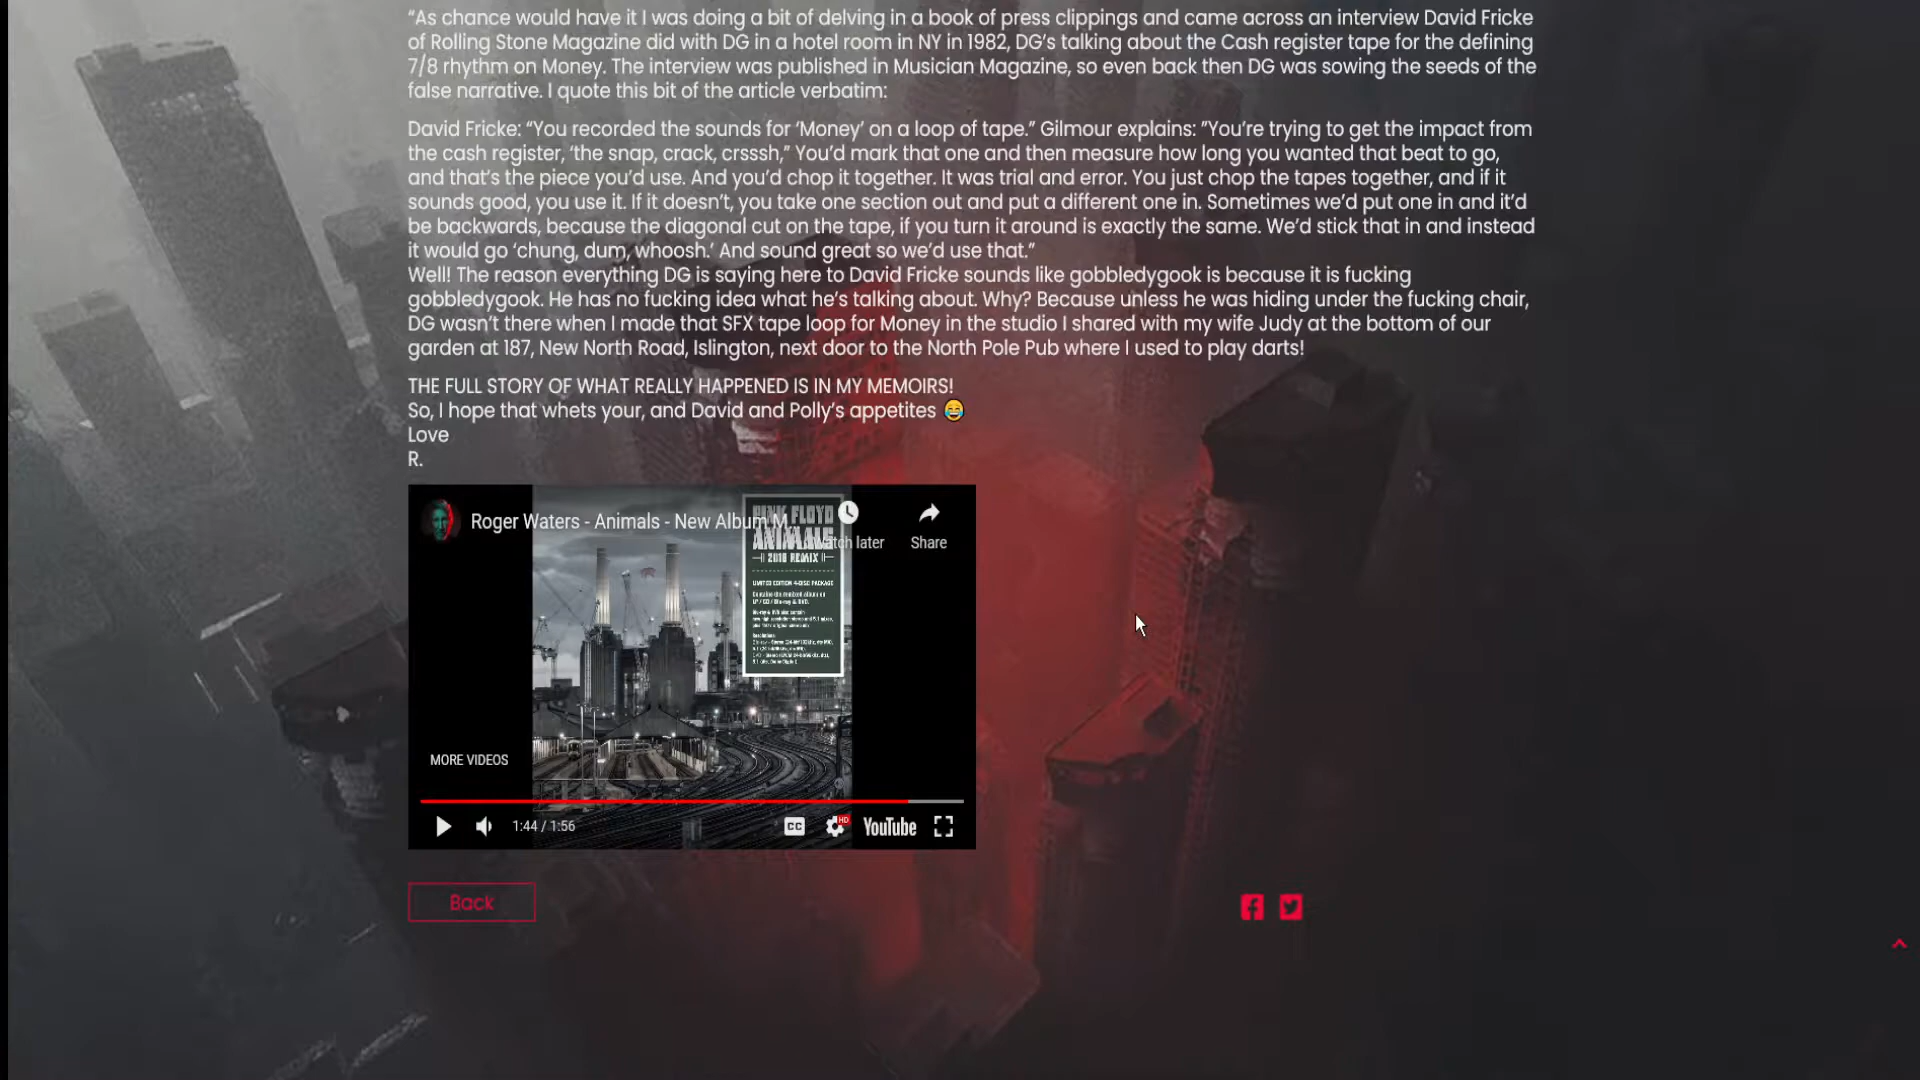 “As chance would have it I was doing a bit of delving in a book of press clippings and came across an interview David Fricke
of Rolling Stone Magazine did with DG in a hotel room in NY in 1982, DG’s talking about the Cash register tape for the defining
7/8 rhythm on Money. The interview was published in Musician Magazine, so even back then DG was sowing the seeds of the
false narrative. I quote this bit of the article verbatim:
David Fricke: “You recorded the sounds for ‘Money’ on a loop of tape.” Gilmour explains: ”You’re trying to get the impact from
the cash register, ‘the snap, crack, crsssh,” You’d mark that one and then measure how long you wanted that beat to go,
and that’s the piece you’d use. And you’d chop it together. It was trial and error. You just chop the tapes together, and if it
sounds good, you use it. If it doesn’t, you take one section out and put a different one in. Sometimes we’d put one in and it’d
be backwards, because the diagonal cut on the tape, if you turn it around is exactly the same. We’d stick that in and instead
it would go ‘chung, dum, whoosh.’ And sound great so we’d use that.”
Well! The reason everything DG is saying here to David Fricke sounds like gobbledygook is because it is fucking
gobbledygook. He has no fucking idea what he’s talking about. Why? Because unless he was hiding under the fucking chair,
DG wasn’t there when I made that SFX tape loop for Money in the studio I shared with my wife Judy at the bottom of our
garden at 187, New North Road, Islington, next door to the North Pole Pub where I used to play darts!
THE FULL STORY OF WHAT REALLY HAPPENED IS IN MY MEMOIRS!
So, I hope that whets your, and David and Polly’s appetites 😂
Love
R.
Roger Waters - Animals - New Album M
later
Share
PINK FLOYD
ANIMALS
2018 REMIX
LIMITED EDITION 4-DISC PACKAGE
MORE VIDEOS
1:44 / 1:56
CC
HD
YouTube
Back